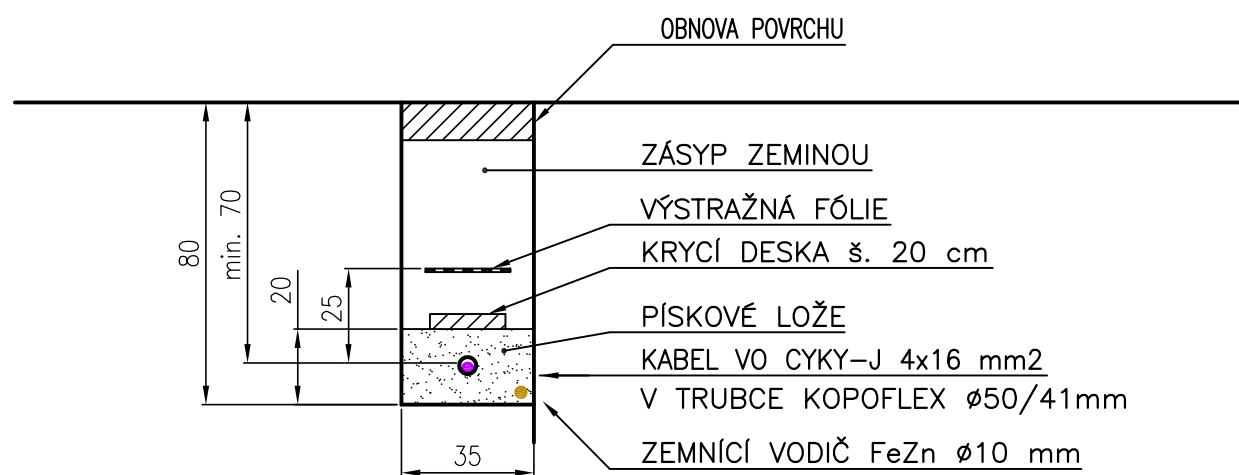 OBNOVA POVRCHU
ZÁSYP ZEMINOU
VÝSTRAŽNÁ FÓLIE
KRYCÍ DESKA š. 20 cm
PÍSKOVÉ LOŽE
KABEL VO CYKY-J 4x16 mm2
V TRUBCE KOPOFLEX ø50/41mm
ZEMNÍCÍ VODIČ FeZn ø10 mm
80
min. 70
20
25
35